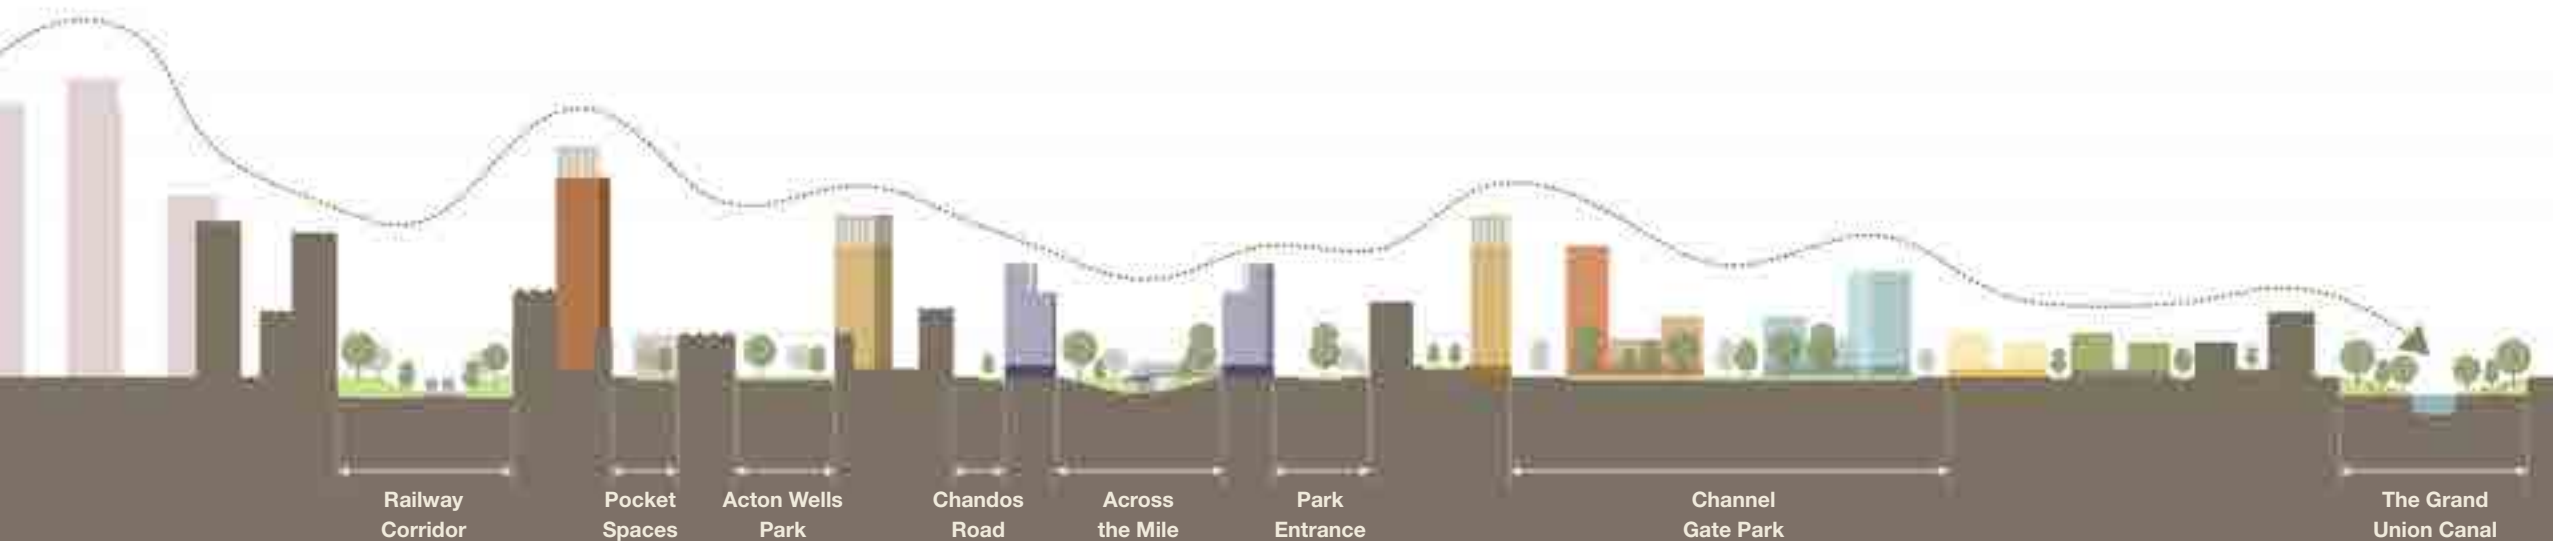 Railway
Corridor
Pocket
Spaces
Acton Wells
Park
Chandos
Road
Across
the Mile
Park
Entrance
Channel
Gate Park
The Grand
Union Canal